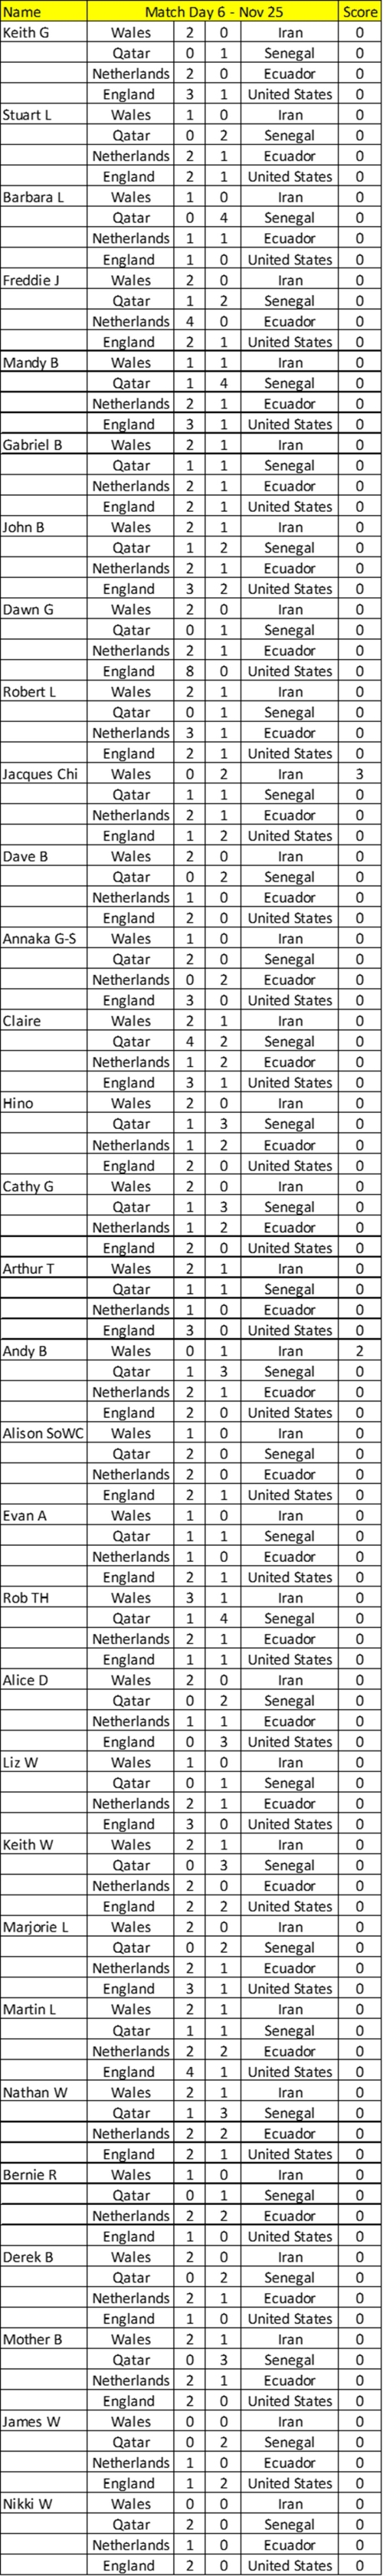 Name Match Day 6 - Nov 25 Score
Keith G Wales 2 0 Iran 0
Qatar 0 1 Senegal 0
Netherlands 2 0 Ecuador 0
England 3 1 United States 0
Stuart L Wales 1 0 Iran 0
Qatar 0 2 Senegal 0
Netherlands 2 1 Ecuador 0
England 2 1 United States 0
Barbara L Wales 1 0 Iran 0
Qatar 0 4 Senegal 0
Netherlands 1 1 Ecuador 0
England 1 0 United States 0
Freddie J Wales 2 0 Iran 0
Qatar 1 2 Senegal 0
Netherlands 4 0 Ecuador 0
England 2 1 United States 0
Mandy B Wales 1 1 Iran 0
Qatar 1 4 Senegal 0
Netherlands 2 1 Ecuador 0
England 3 1 United States 0
Gabriel B Wales 2 1 Iran 0
Qatar 1 1 Senegal 0
Netherlands 2 1 Ecuador 0
England 2 1 United States 0
John B Wales 2 1 Iran 0
Qatar 1 2 Senegal 0
Netherlands 2 1 Ecuador 0
England 3 2 United States 0
Dawn G Wales 2 0 Iran 0
Qatar 0 1 Senegal 0
Netherlands 2 1 Ecuador 0
England 8 0 United States 0
Robert L Wales 2 1 Iran 0
Qatar 0 1 Senegal 0
Netherlands 3 1 Ecuador 0
England 2 1 United States 0
Jacques Chi Wales 0 2 Iran 3
Qatar 1 1 Senegal 0
Netherlands 2 1 Ecuador 0
England 1 2 United States 0
Dave B Wales 2 0 Iran 0
Qatar 0 2 Senegal 0
Netherlands 1 0 Ecuador 0
England 2 0 United States 0
Annaka G-S Wales 1 0 Iran 0
Qatar 2 0 Senegal 0
Netherlands 0 2 Ecuador 0
England 3 0 United States 0
Claire Wales 2 1 Iran 0
Qatar 4 2 Senegal 0
Netherlands 1 2 Ecuador 0
England 3 1 United States 0
Hino Wales 2 0 Iran 0
Qatar 1 3 Senegal 0
Netherlands 1 2 Ecuador 0
England 2 0 United States 0
Cathy G Wales 2 0 Iran 0
Qatar 1 3 Senegal 0
Netherlands 1 2 Ecuador 0
England 2 0 United States 0
Arthur T Wales 2 1 Iran 0
Qatar 1 1 Senegal 0
Netherlands 1 0 Ecuador 0
England 3 0 United States 0
Andy B Wales 0 1 Iran 2
Qatar 1 3 Senegal 0
Netherlands 2 1 Ecuador 0
England 2 0 United States 0
Alison SoWC Wales 1 0 Iran 0
Qatar 2 0 Senegal 0
Netherlands 2 0 Ecuador 0
England 2 1 United States 0
Evan A Wales 1 0 Iran 0
Qatar 1 1 Senegal 0
Netherlands 1 0 Ecuador 0
England 2 1 United States 0
Rob TH Wales 3 1 Iran 0
Qatar 1 4 Senegal 0
Netherlands 2 1 Ecuador 0
England 1 1 United States 0
Alice D Wales 2 0 Iran 0
Qatar 0 2 Senegal 0
Netherlands 1 1 Ecuador 0
England 0 3 United States 0
Liz W Wales 1 0 Iran 0
Qatar 0 1 Senegal 0
Netherlands 2 1 Ecuador 0
England 3 0 United States 0
Keith W Wales 2 1 Iran 0
Qatar 0 3 Senegal 0
Netherlands 2 0 Ecuador 0
England 2 2 United States 0
Marjorie L Wales 2 0 Iran 0
Qatar 0 2 Senegal 0
Netherlands 2 1 Ecuador 0
England 3 1 United States 0
Martin L Wales 2 1 Iran 0
Qatar 1 1 Senegal 0
Netherlands 2 2 Ecuador 0
England 4 1 United States 0
Nathan W Wales 2 1 Iran 0
Qatar 1 3 Senegal 0
Netherlands 2 2 Ecuador 0
England 2 1 United States 0
Bernie R Wales 1 0 Iran 0
Qatar 0 1 Senegal 0
Netherlands 2 2 Ecuador 0
England 1 0 United States 0
Derek B Wales 2 0 Iran 0
Qatar 0 2 Senegal 0
Netherlands 2 1 Ecuador 0
England 1 0 United States 0
Mother B Wales 2 1 Iran 0
Qatar 0 3 Senegal 0
Netherlands 2 1 Ecuador 0
England 2 0 United States 0
James W Wales 0 0 Iran 0
Qatar 0 2 Senegal 0
Netherlands 1 0 Ecuador 0
England 1 2 United States 0
Nikki W Wales 0 0 Iran 0
Qatar 2 0 Senegal 0
Netherlands 1 0 Ecuador 0
England 2 0 United States 0